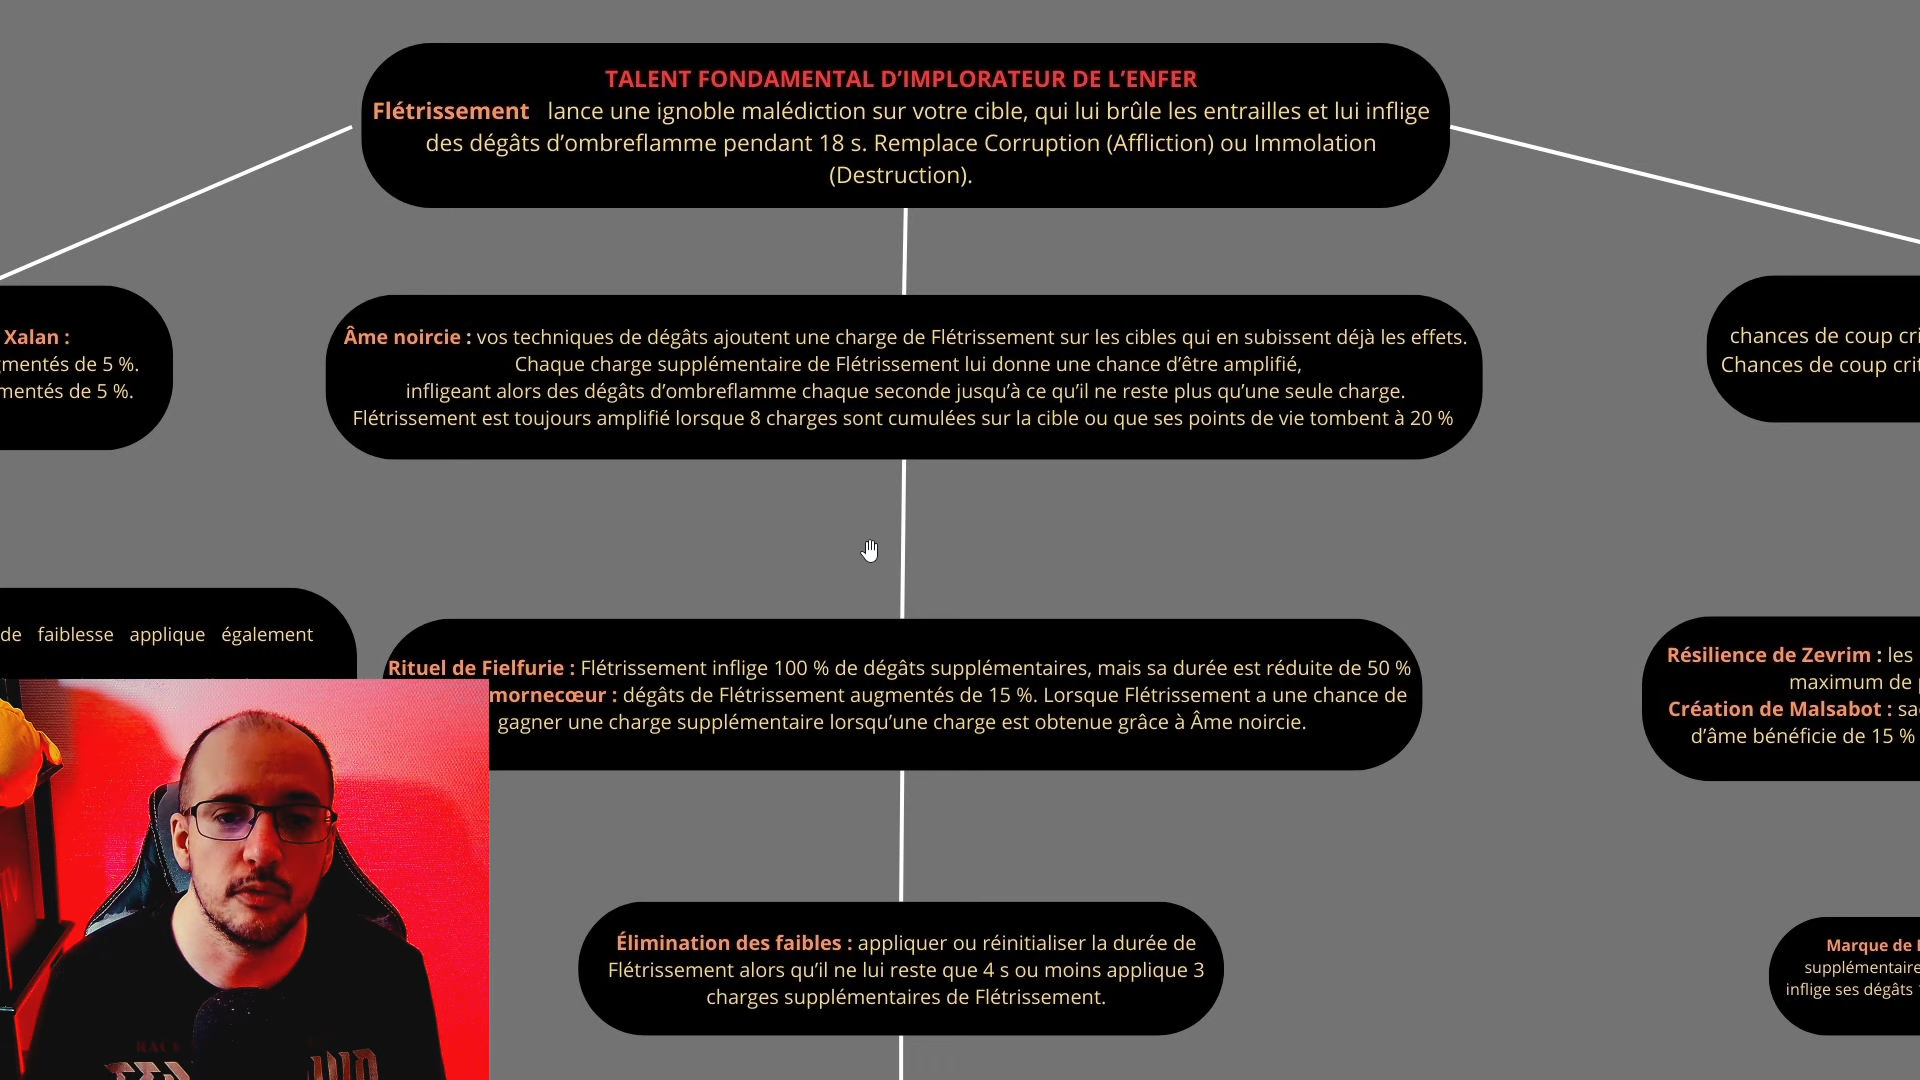 TALENT FONDAMENTAL D’IMPLORATEUR DE L’ENFER
Flétrissement lance une ignoble malédiction sur votre cible, qui lui brûle les entrailles et lui inflige
des dégâts d’ombreflamme pendant 18 s. Remplace Corruption (Affliction) ou Immolation
(Destruction).
Xalan :
gmentés de 5 %.
mentés de 5 %.
Âme noircie : vos techniques de dégâts ajoutent une charge de Flétrissement sur les cibles qui en subissent déjà les effets.
Chaque charge supplémentaire de Flétrissement lui donne une chance d’être amplifié,
infligeant alors des dégâts d’ombreflamme chaque seconde jusqu’à ce qu’il ne reste plus qu’une seule charge.
Flétrissement est toujours amplifié lorsque 8 charges sont cumulées sur la cible ou que ses points de vie tombent à 20 %
chances de coup cri
Chances de coup crit
de faiblesse applique également
Rituel de Fielfurie : Flétrissement inflige 100 % de dégâts supplémentaires, mais sa durée est réduite de 50 %
mornecœur : dégâts de Flétrissement augmentés de 15 %. Lorsque Flétrissement a une chance de
gagner une charge supplémentaire lorsqu’une charge est obtenue grâce à Âme noircie.
Résilience de Zevrim : les
maximum de
Création de Malsabot : sa
d’âme bénéficie de 15 %
Élimination des faibles : appliquer ou réinitialiser la durée de
Flétrissement alors qu’il ne lui reste que 4 s ou moins applique 3
charges supplémentaires de Flétrissement.
Marque de
supplémentaire
inflige ses dégâts